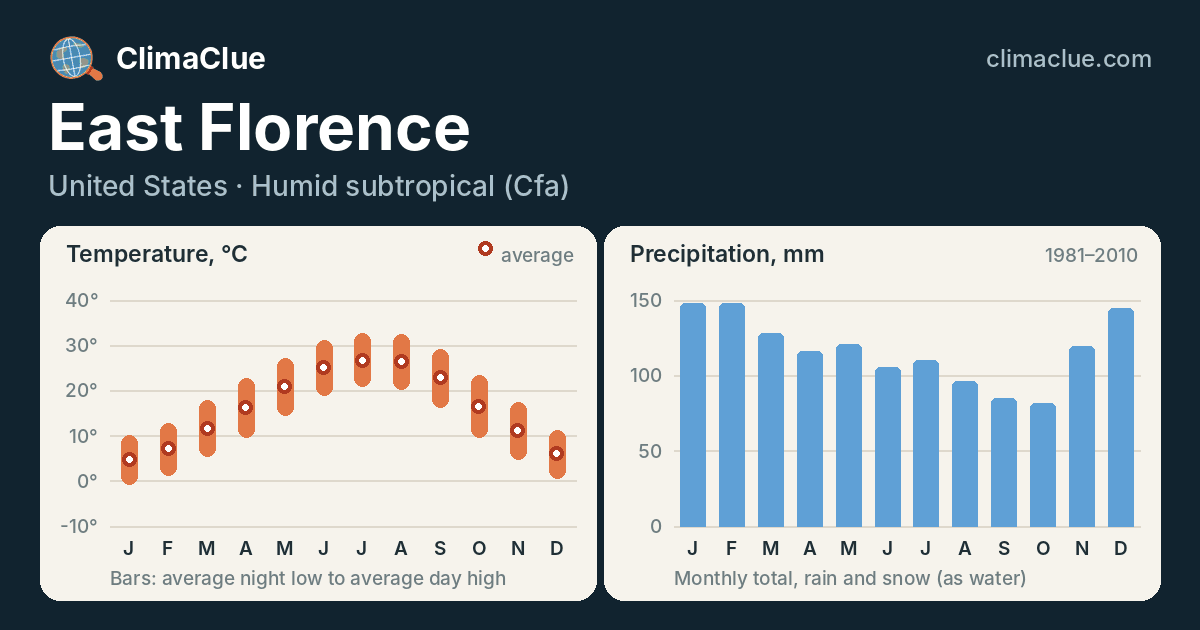 ClimaClue
climaclue.com
East Florence
United States · Humid subtropical (Cfa)
Temperature, °C
average
40°
30°
20°
10°
0°
-10°
J F M A M J J A S O N D
Bars: average night low to average day high
Precipitation, mm
1981–2010
150
100
50
0
J F M A M J J A S O N D
Monthly total, rain and snow (as water)